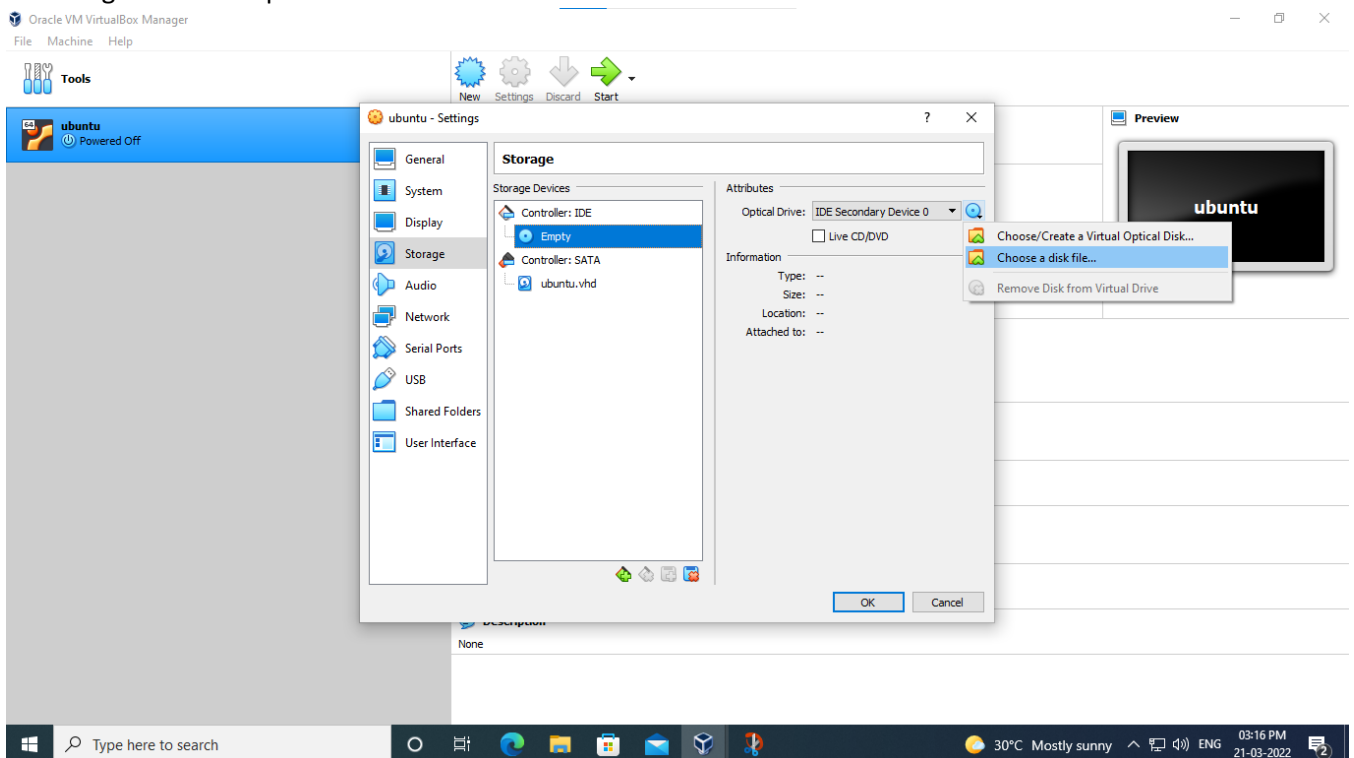 Oracle VM VirtualBox Manager
File Machine Help
Tools
New Settings Discard Start
64
ubuntu
Powered Off
ubuntu - Settings
?
Preview
ubuntu
General
System
Display
Storage
Audio
Network
Serial Ports
USB
Shared Folders
User Interface
Storage
Storage Devices
Controller: IDE
Empty
Controller: SATA
ubuntu.vhd
Attributes
Optical Drive: IDE Secondary Device 0
Live CD/DVD
Information
Type: --
Size: --
Location: --
Attached to: --
Choose/Create a Virtual Optical Disk...
Choose a disk file...
Remove Disk from Virtual Drive
OK Cancel
Description
None
Type here to search
30°C Mostly sunny
ENG
03:16 PM
21-03-2022
2